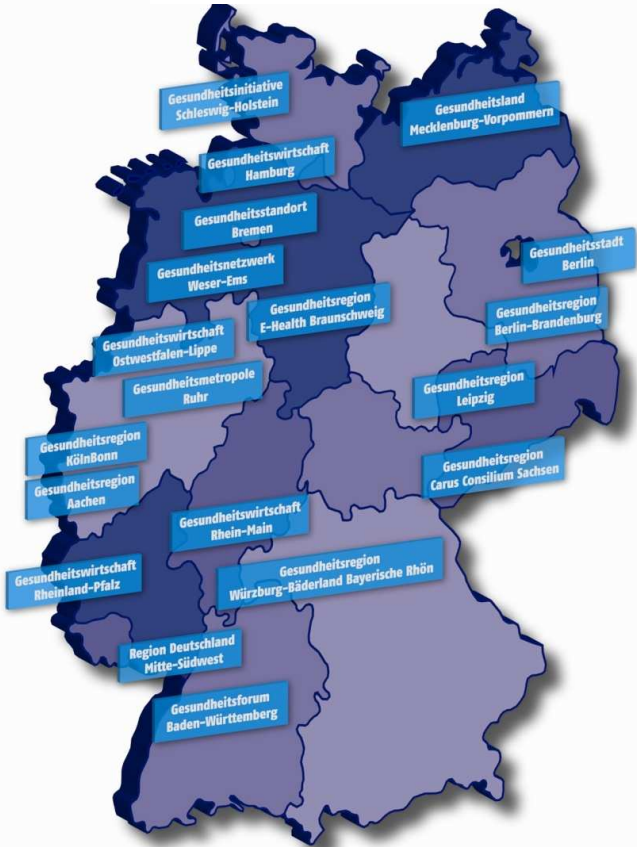 Gesundheitsinitiative
Schleswig-Holstein
Gesundheitsland
Mecklenburg-Vorpommern
Gesundheitswirtschaft
Hamburg
Gesundheitsstandort
Bremen
Gesundheitsstadt
Berlin
Gesundheitsnetzwerk
Weser-Ems
Gesundheitsregion
E-Health Braunschweig
Gesundheitsregion
Berlin-Brandenburg
Gesundheitswirtschaft
Ostwestfalen-Lippe
Gesundheitsmetropole
Ruhr
Gesundheitsregion
Leipzig
Gesundheitsregion
KölnBonn
Gesundheitsregion
Carus Consilium Sachsen
Gesundheitsregion
Aachen
Gesundheitswirtschaft
Rhein-Main
Gesundheitswirtschaft
Rheinland-Pfalz
Gesundheitsregion
Würzburg-Bäderland Bayerische Rhön
Region Deutschland
Mitte-Südwest
Gesundheitsforum
Baden-Württemberg